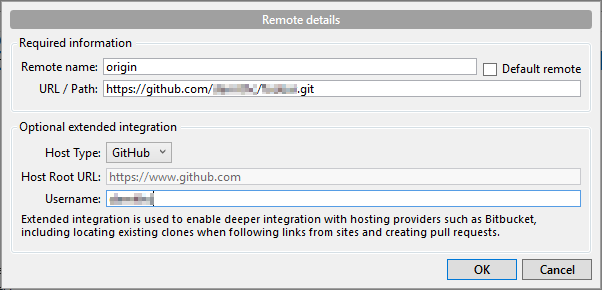 Remote details
Required information
Remote name: origin
Default remote
URL / Path: https://github.com/ / .git
Optional extended integration
Host Type: GitHub
Host Root URL: https://www.github.com
Username:
Extended integration is used to enable deeper integration with hosting providers such as Bitbucket,
including locating existing clones when following links from sites and creating pull requests.
OK Cancel